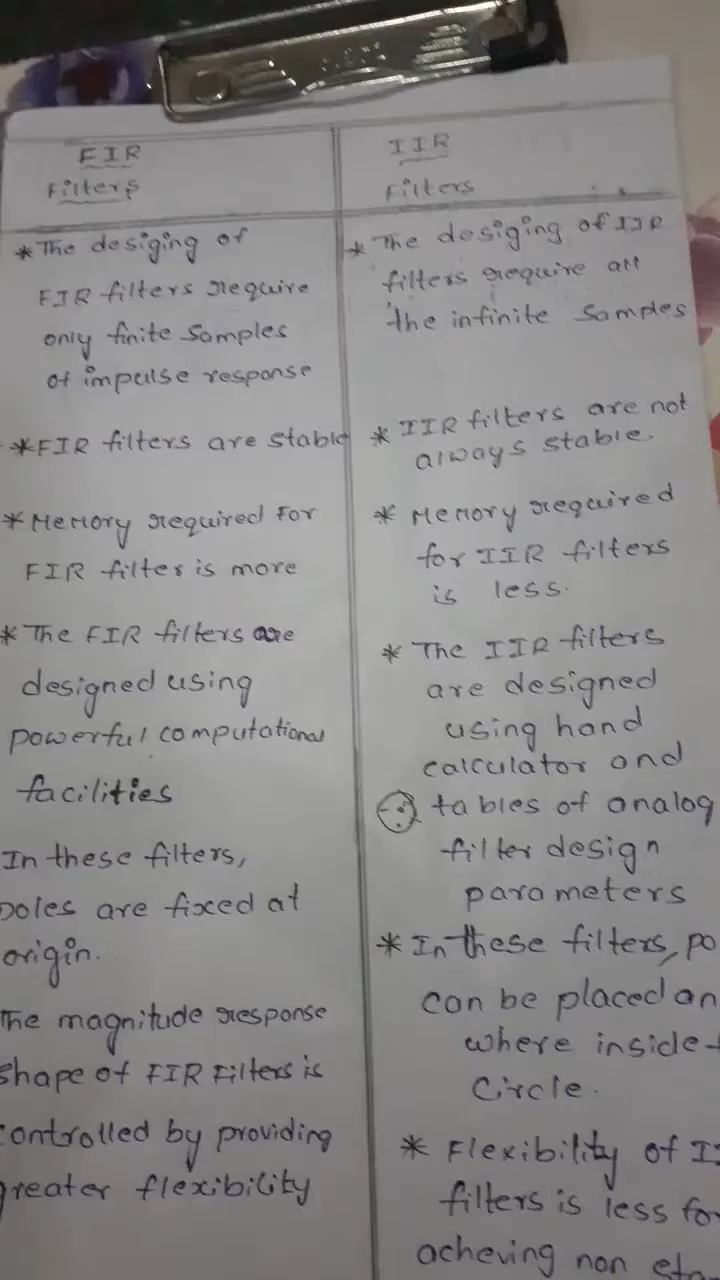 FIR
Filters
* The desiging of
FIR filters require
only finite samples
of impulse response
* FIR filters are stable
* Memory required for
FIR filter is more
* The FIR filters are
designed using
powerful computational
facilities
In these filters,
poles are fixed at
origin.
The magnitude response
shape of FIR Filters is
controlled by providing
greater flexibility
IIR
Filters
* The desiging of IIR
filters require all
the infinite samples
* IIR filters are not
always stable.
* Memory required
for IIR filters
is less.
* The IIR filters
are designed
using hand
calculator and
tables of analog
filter design
parameters
* In these filters, po
can be placed an
where inside
circle.
* Flexibility of I
filters is less for
acheving non sta